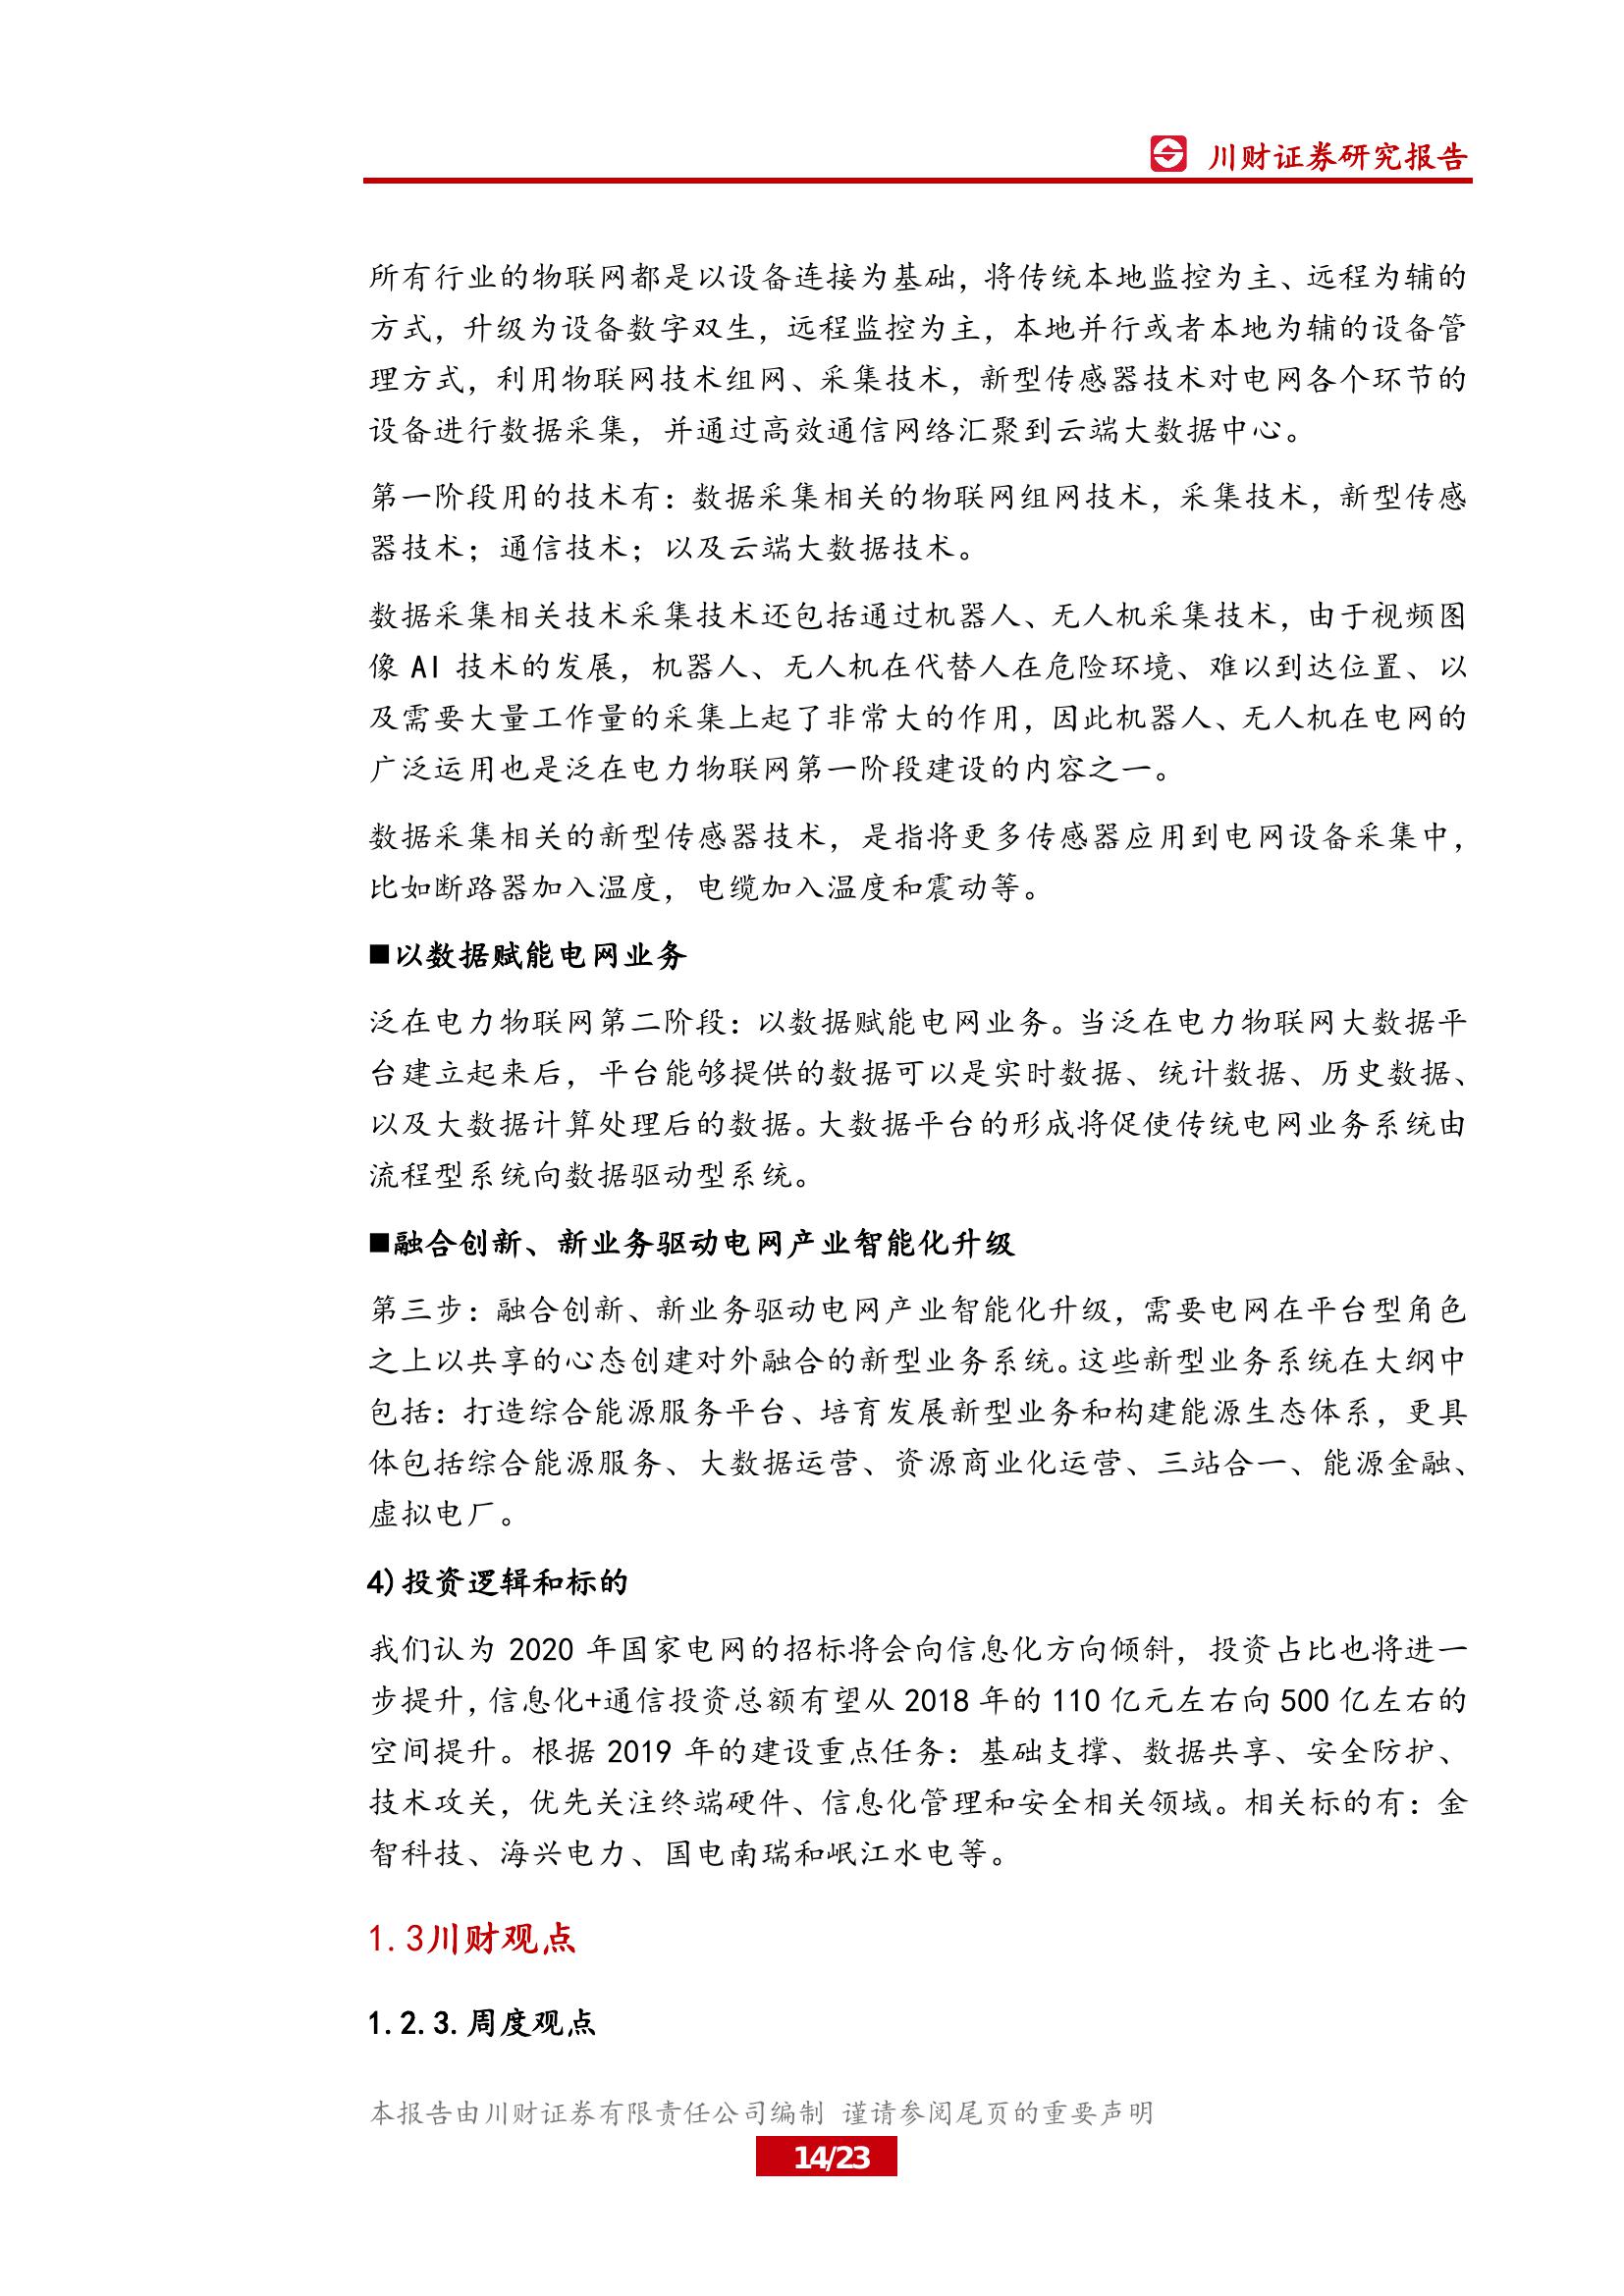 川财证券研究报告
所有行业的物联网都是以设备连接为基础，将传统本地监控为主、远程为辅的
方式，升级为设备数字双生，远程监控为主，本地并行或者本地为辅的设备管
理方式，利用物联网技术组网、采集技术，新型传感器技术对电网各个环节的
设备进行数据采集，并通过高效通信网络汇聚到云端大数据中心。
第一阶段用的技术有：数据采集相关的物联网组网技术，采集技术，新型传感
器技术；通信技术；以及云端大数据技术。
数据采集相关技术采集技术还包括通过机器人、无人机采集技术，由于视频图
像 AI 技术的发展，机器人、无人机在代替人在危险环境、难以到达位置、以
及需要大量工作量的采集上起了非常大的作用，因此机器人、无人机在电网的
广泛运用也是泛在电力物联网第一阶段建设的内容之一。
数据采集相关的新型传感器技术，是指将更多传感器应用到电网设备采集中，
比如断路器加入温度，电缆加入温度和震动等。
■以数据赋能电网业务
泛在电力物联网第二阶段：以数据赋能电网业务。当泛在电力物联网大数据平
台建立起来后，平台能够提供的数据可以是实时数据、统计数据、历史数据、
以及大数据计算处理后的数据。大数据平台的形成将促使传统电网业务系统由
流程型系统向数据驱动型系统。
■融合创新、新业务驱动电网产业智能化升级
第三步：融合创新、新业务驱动电网产业智能化升级，需要电网在平台型角色
之上以共享的心态创建对外融合的新型业务系统。这些新型业务系统在大纲中
包括：打造综合能源服务平台、培育发展新型业务和构建能源生态体系，更具
体包括综合能源服务、大数据运营、资源商业化运营、三站合一、能源金融、
虚拟电厂。
4)投资逻辑和标的
我们认为 2020 年国家电网的招标将会向信息化方向倾斜，投资占比也将进一
步提升，信息化+通信投资总额有望从 2018 年的 110 亿元左右向 500 亿左右的
空间提升。根据 2019 年的建设重点任务：基础支撑、数据共享、安全防护、
技术攻关，优先关注终端硬件、信息化管理和安全相关领域。相关标的有：金
智科技、海兴电力、国电南瑞和岷江水电等。
1.3川财观点
1.2.3.周度观点
本报告由川财证券有限责任公司编制 谨请参阅尾页的重要声明
14/23